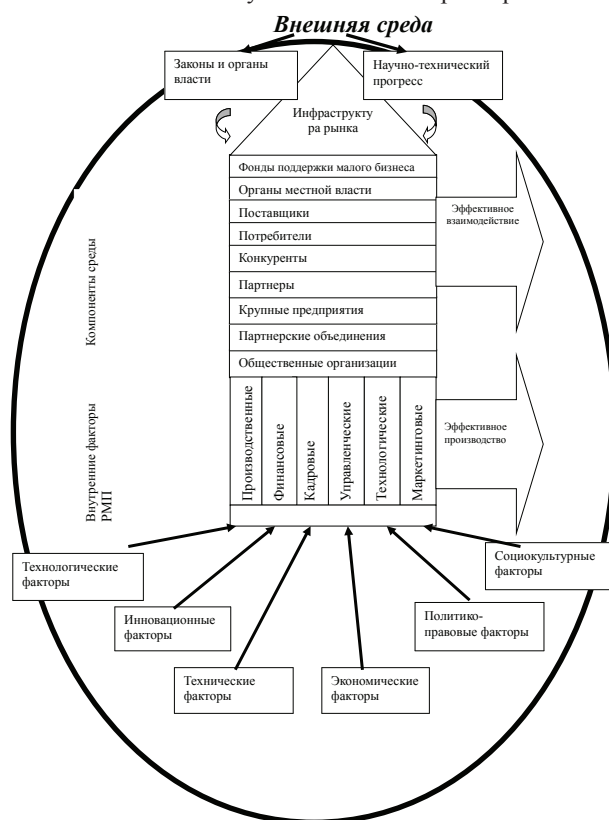 Внешняя среда
Законы и органы
власти
Научно-технический
прогресс
Инфраструкту
ра рынка
Фонды поддержки малого бизнеса
Органы местной власти
Поставщики
Потребители
Конкуренты
Партнеры
Крупные предприятия
Партнерские объединения
Общественные организации
Компоненты среды
Эффективное
взаимодействие
Внутренние факторы
РМП
Производственные
Финансовые
Кадровые
Управленческие
Технологические
Маркетинговые
Эффективное
производство
Технологические
факторы
Социокультурные
факторы
Инновационные
факторы
Политико-
правовые факторы
Технические
факторы
Экономические
факторы